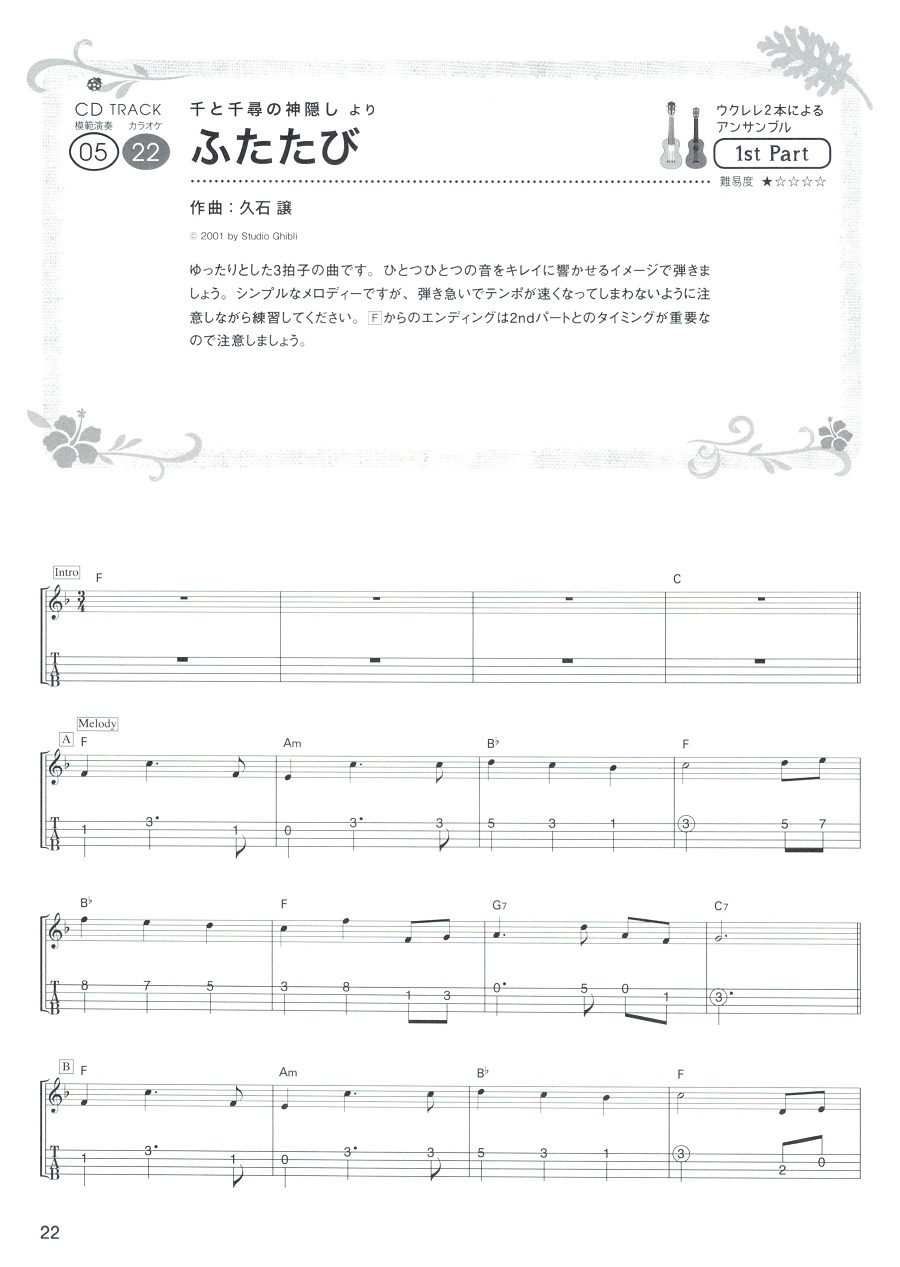 CD TRACK
模範演奏 カラオケ
05 22
千と千尋の神隠し より
ふたたび
ウクレレ2本による
アンサンブル
1st Part
難易度 ★☆☆☆☆
作曲：久石 譲
© 2001 by Studio Ghibli
ゆったりとした3拍子の曲です。ひとつひとつの音をキレイに響かせるイメージで弾きま
しょう。シンプルなメロディーですが、弾き急いでテンポが速くなってしまわないように注
意しながら練習してください。Fからのエンディングは2ndパートとのタイミングが重要な
ので注意しましょう。
Intro
F C
3
4
T
A
B
Melody
A F Am B♭ F
T
A
B
1 3 1 0 3 3 5 3 1 3 5 7
B♭ F G7 C7
T
A
B
8 7 5 3 8 1 3 0 5 0 1 3
B F Am B♭ F
T
A
B
1 3 1 0 3 3 5 3 1 3 2 0
22